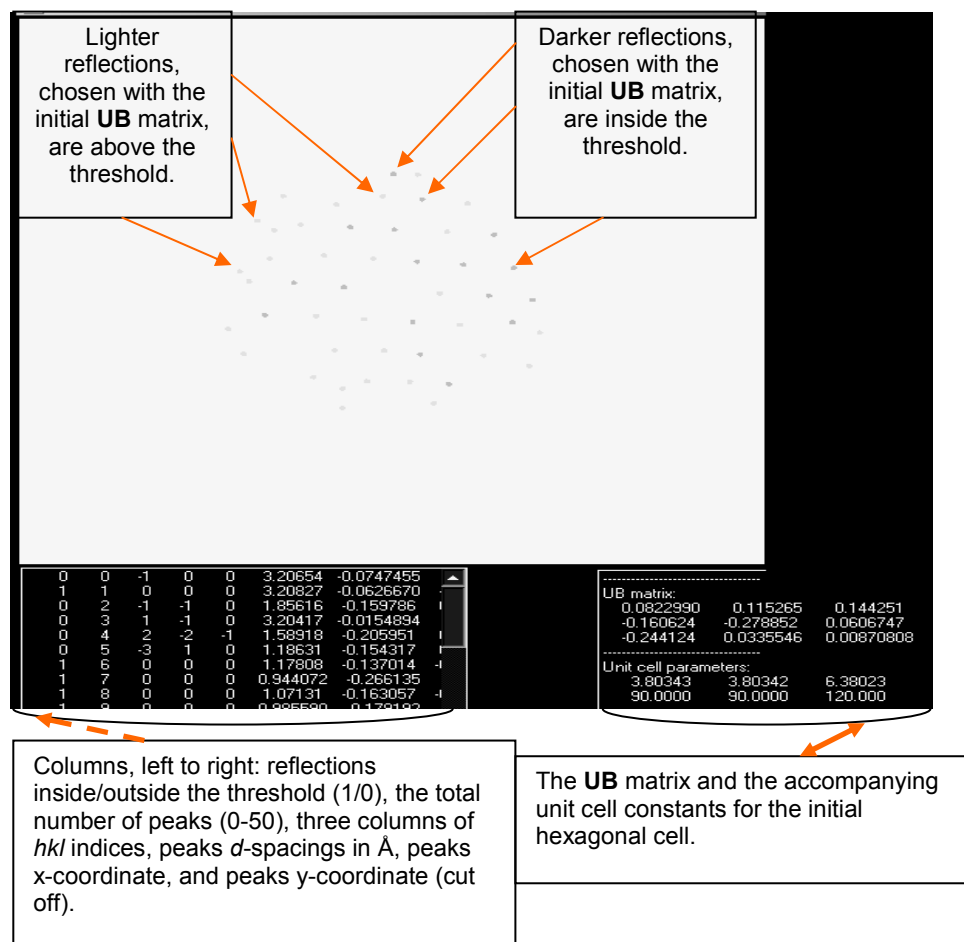 Lighter
reflections,
chosen with the
initial UB matrix,
are above the
threshold.
Darker reflections,
chosen with the
initial UB matrix,
are inside the
threshold.
0 0 -1 0 0 3.20654 -0.0747455
1 1 0 0 0 3.20827 -0.0626670
0 2 -1 -1 0 1.85616 -0.159786
0 3 1 -1 0 3.20417 -0.0154894
0 4 2 -2 -1 1.58918 -0.205951
0 5 -3 1 0 1.18631 -0.154317
1 6 0 0 0 1.17808 -0.137014
1 7 0 0 0 0.944072 -0.266135
1 8 0 0 0 1.07131 -0.163057
1 9 0 0 0 0.985590 -0.179192
UB matrix:
0.0822990 0.115265 0.144251
-0.160624 -0.278852 0.0606747
-0.244124 0.0335546 0.00870808
Unit cell parameters:
3.80343 3.80342 6.38023
90.0000 90.0000 120.000
Columns, left to right: reflections
inside/outside the threshold (1/0), the total
number of peaks (0-50), three columns of
hkl indices, peaks d-spacings in Å, peaks
x-coordinate, and peaks y-coordinate (cut
off).
The UB matrix and the accompanying
unit cell constants for the initial
hexagonal cell.